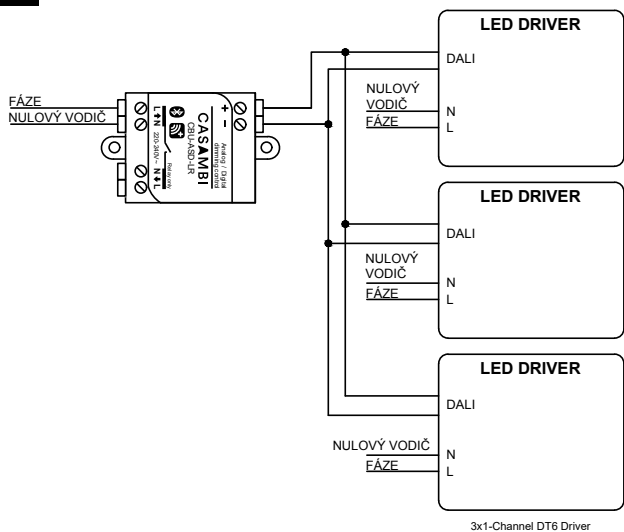 LED DRIVER
DALI
NULOVÝ
VODIČ
FÁZE
N
L
FÁZE
NULOVÝ VODIČ
L N
220-240V~
N L
Relay only
CASAMBI
CBU-ASD-LR
Analog / Digital
dimming control
+
-
LED DRIVER
DALI
NULOVÝ
VODIČ
FÁZE
N
L
LED DRIVER
DALI
NULOVÝ VODIČ
FÁZE
N
L
3x1-Channel DT6 Driver